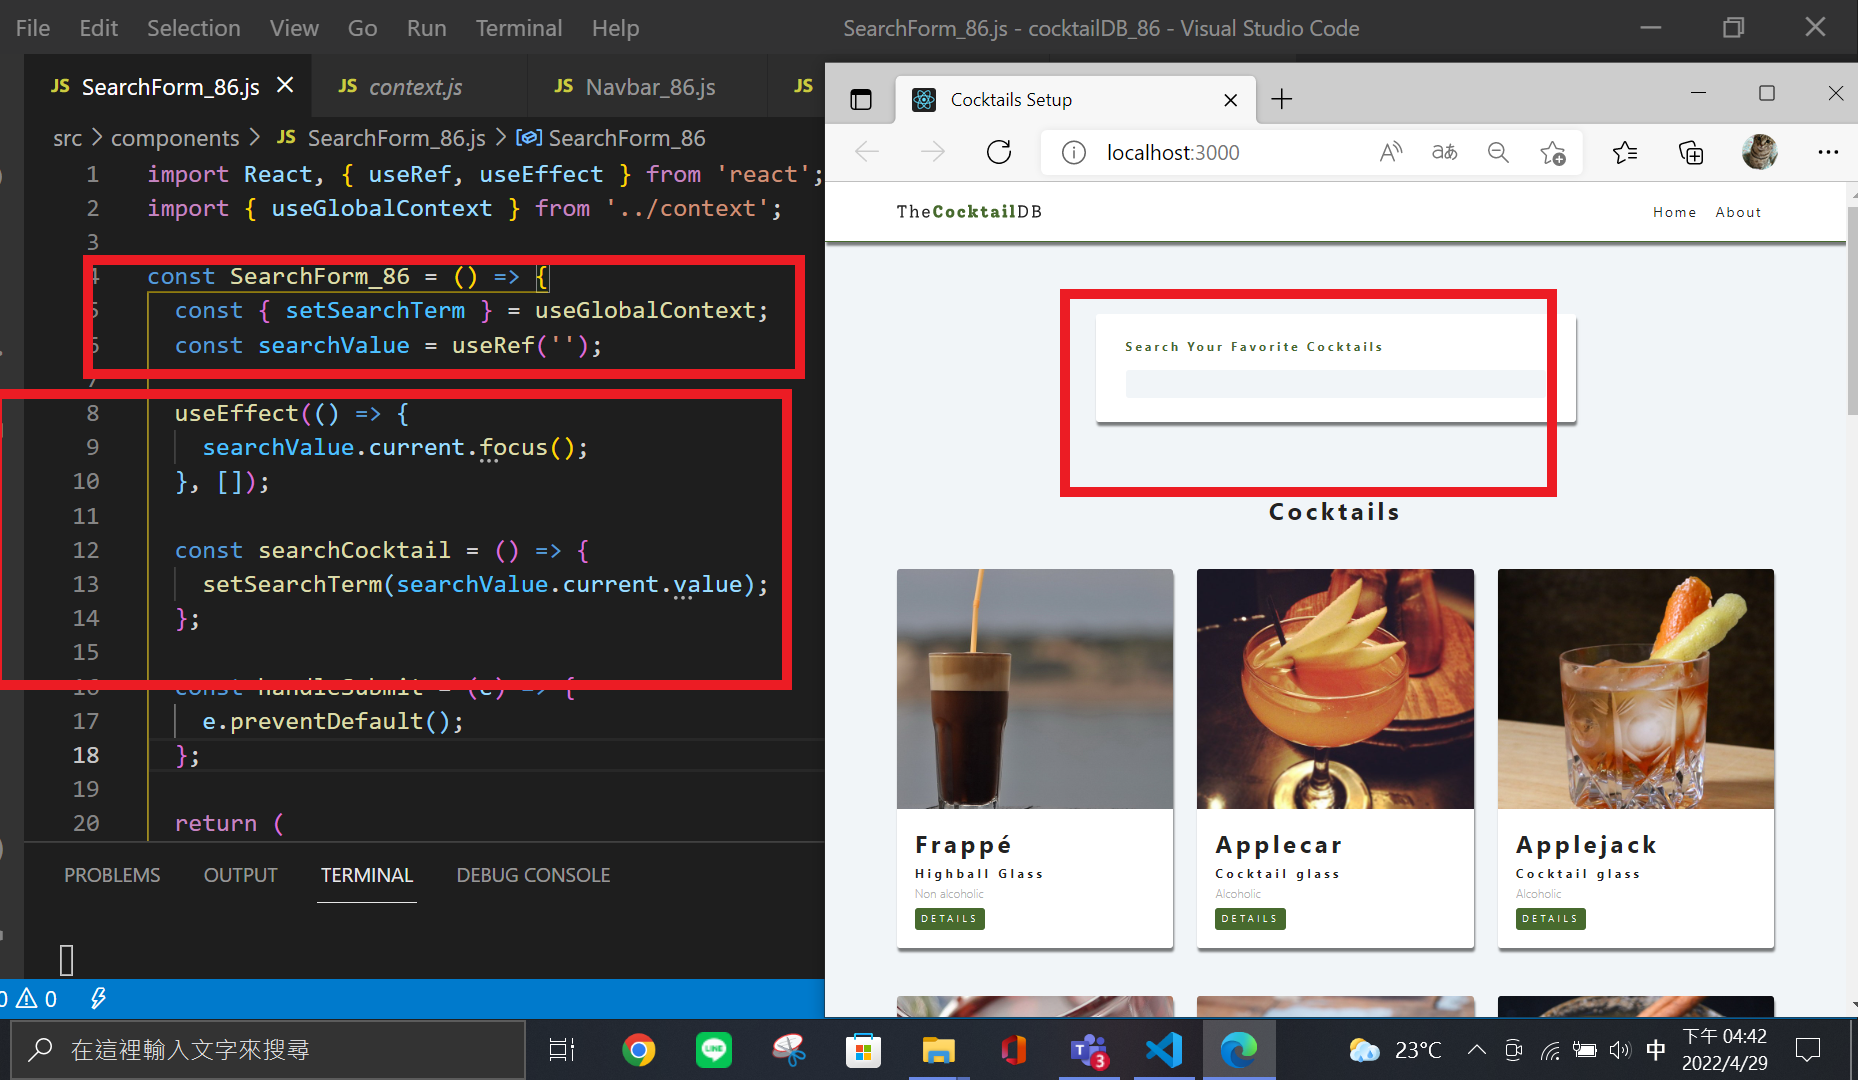 File Edit Selection View Go Run Terminal Help SearchForm_86.js - cocktailDB_86 - Visual Studio Code
JS SearchForm_86.js JS context.js JS Navbar_86.js JS
src > components > JS SearchForm_86.js > SearchForm_86
1 import React, { useRef, useEffect } from 'react';
2 import { useGlobalContext } from '../context';
3
4 const SearchForm_86 = () => {
5 const { setSearchTerm } = useGlobalContext;
6 const searchValue = useRef('');
7
8 useEffect(() => {
9 searchValue.current.focus();
10 }, []);
11
12 const searchCocktail = () => {
13 setSearchTerm(searchValue.current.value);
14 };
15
16 const handleSubmit = (e) => {
17 e.preventDefault();
18 };
19
20 return (
PROBLEMS OUTPUT TERMINAL DEBUG CONSOLE
0 0
Cocktails Setup
localhost:3000
aあ
TheCocktailDB Home About
Search Your Favorite Cocktails
Cocktails
Frappé
Highball Glass
Non alcoholic
DETAILS
Applecar
Cocktail glass
Alcoholic
DETAILS
Applejack
Cocktail glass
Alcoholic
DETAILS
在這裡輸入文字來搜尋
LINE
T
3
23°C
中
下午 04:42
2022/4/29